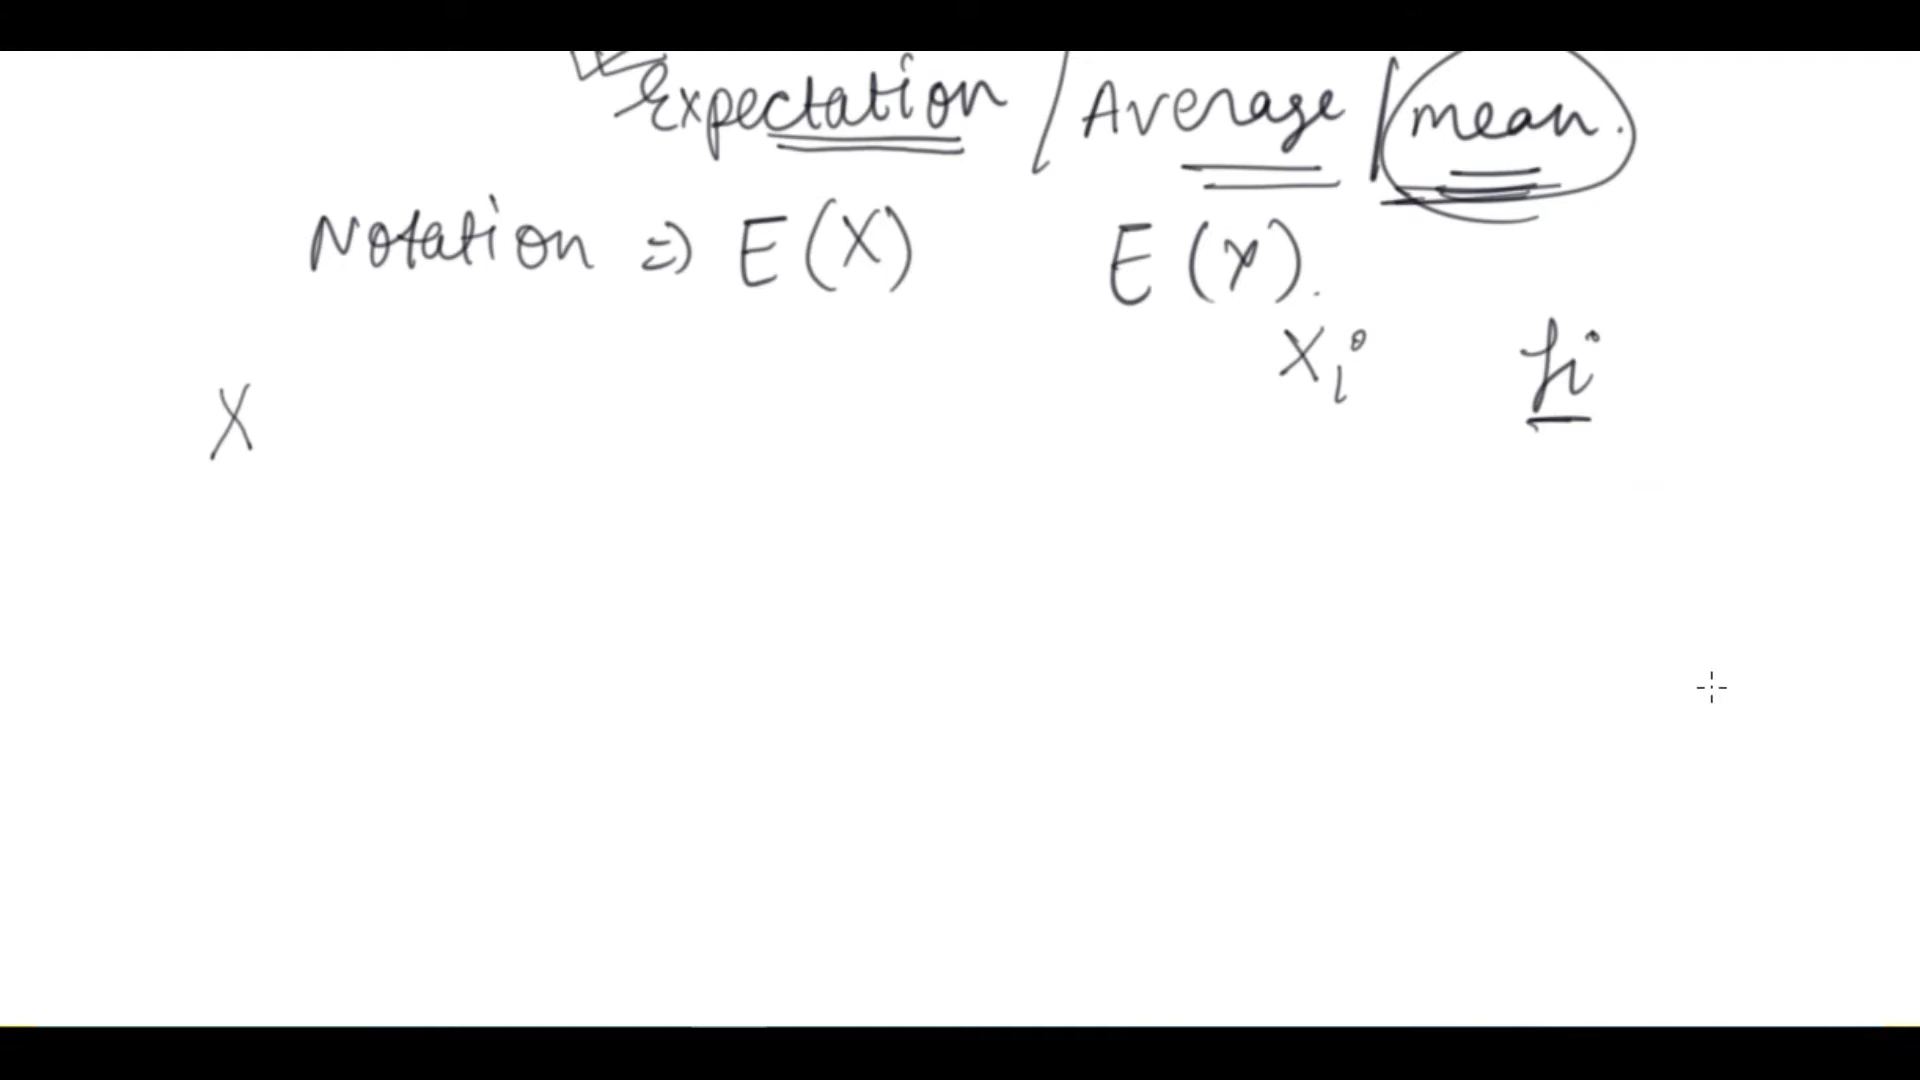 Expectation / Average / mean.
Notation ⇒ E(X) E(Y).
xi fi
X